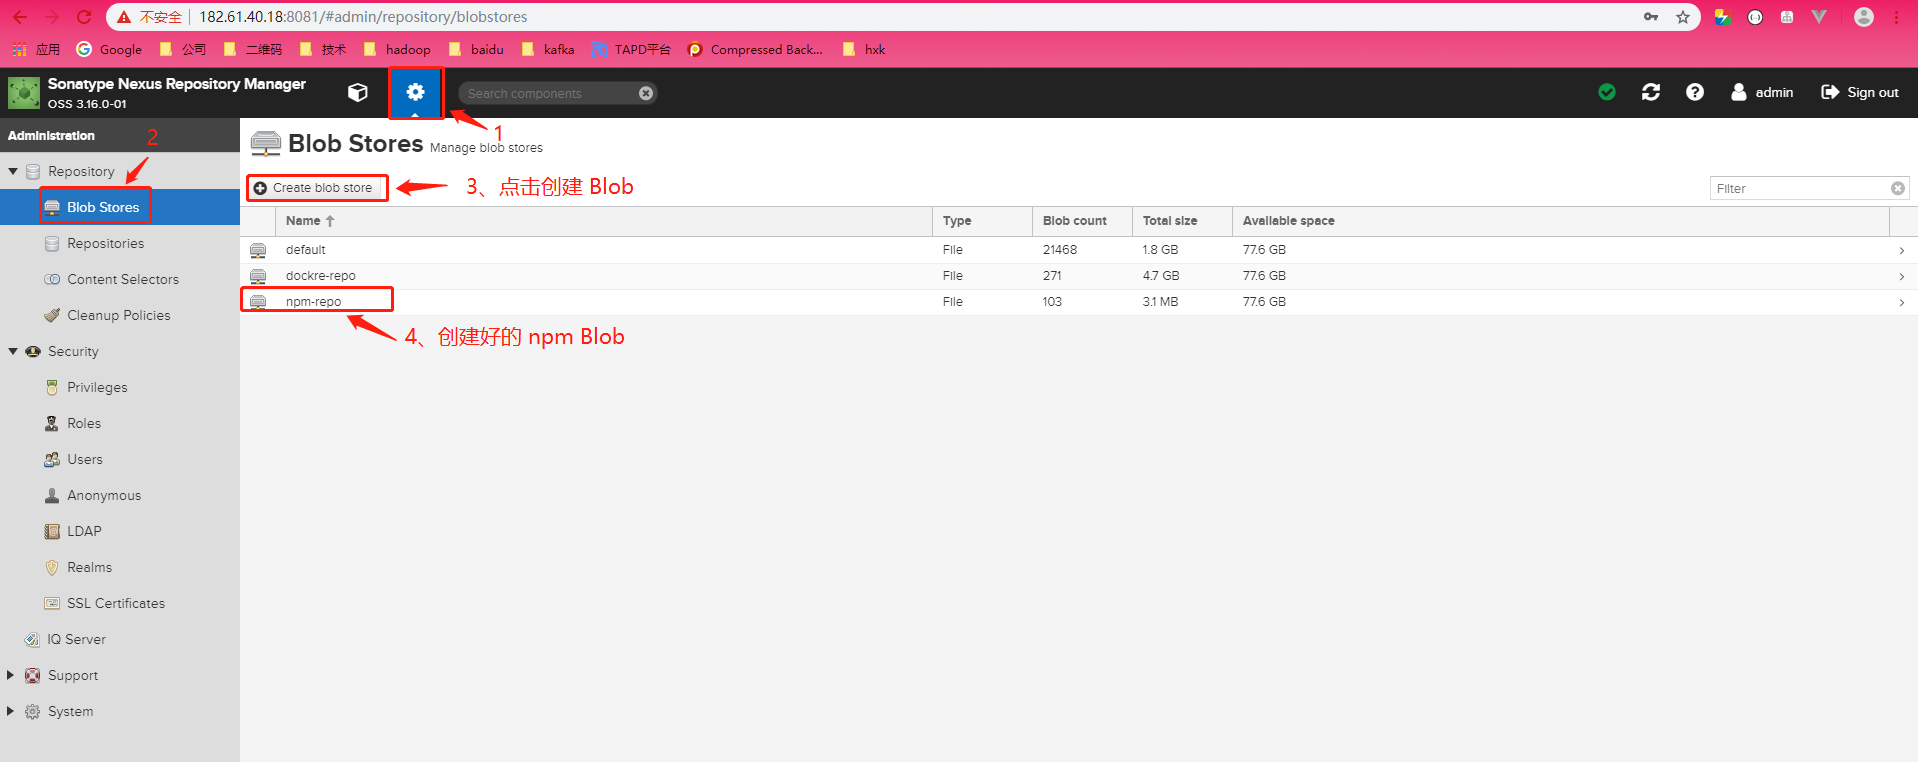 不安全 182.61.40.18:8081/#admin/repository/blobstores
应用 Google 公司 二维码 技术 hadoop baidu kafka TAPD平台 Compressed Back... hxk
Sonatype Nexus Repository Manager
OSS 3.16.0-01
Search components
admin Sign out
1
Administration
2
Repository
Blob Stores
Repositories
Content Selectors
Cleanup Policies
Security
Privileges
Roles
Users
Anonymous
LDAP
Realms
SSL Certificates
IQ Server
Support
System
Blob Stores Manage blob stores
Create blob store
3、点击创建 Blob
Filter
Name Type Blob count Total size Available space
default File 21468 1.8 GB 77.6 GB
dockre-repo File 271 4.7 GB 77.6 GB
npm-repo File 103 3.1 MB 77.6 GB
4、创建好的 npm Blob